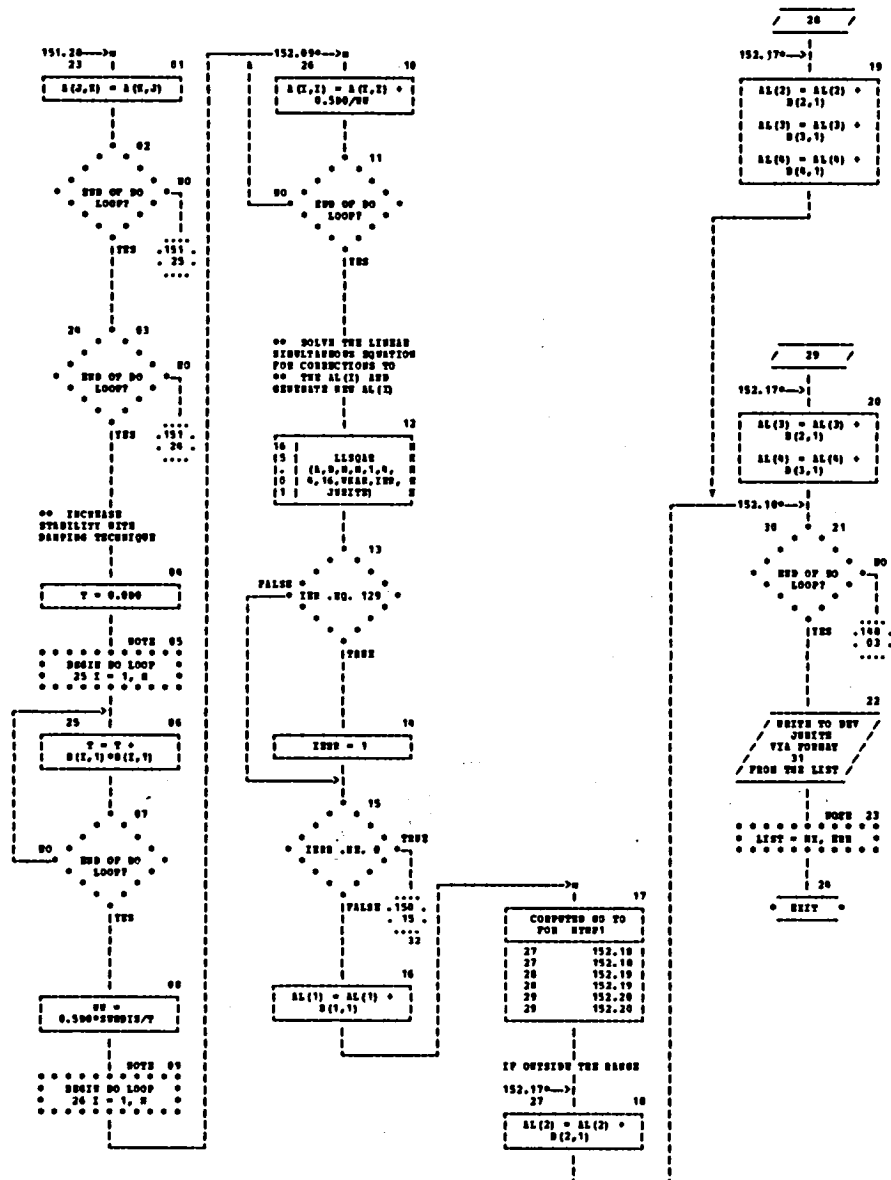 151.20
23 01
A(J,K) = A(K,J)
02
END OF DO
LOOP?
NO
YES
.151
25
24 03
END OF DO
LOOP?
NO
YES
.151
24
** INCREASE
STABILITY WITH
DAMPING TECHNIQUE
04
T = 0.0D0
NOTE 05
BEGIN DO LOOP
25 I = 1, N
25 06
T = T +
B(I,1)*B(I,1)
07
END OF DO
LOOP?
NO
YES
08
0.5D0*SUMDIS/T
NOTE 09
BEGIN DO LOOP
26 I = 1, N
152.09
26 10
A(I,I) = A(I,I) +
11
NO
END OF DO
LOOP?
YES
** SOLVE THE LINEAR
SIMULTANEOUS EQUATION
FOR CORRECTIONS TO
** THE AL(I) AND
GENERATE NEW AL(I)
12
LLSQAR
13
FALSE
IER .EQ. 129
TRUE
14
IERR = 1
15
IERR .NE. 0
TRUE
FALSE
.150
15
32
16
AL(1) = AL(1) +
B(1,1)
17
COMPUTED GO TO
27 152.18
27 152.18
28 152.19
28 152.19
29 152.20
29 152.20
IF OUTSIDE THE RANGE
152.17
27 18
AL(2) = AL(2) +
B(2,1)
28
152.17
19
AL(2) = AL(2) +
B(2,1)
AL(3) = AL(3) +
B(3,1)
AL(4) = AL(4) +
B(4,1)
29
152.17
20
AL(3) = AL(3) +
B(2,1)
AL(4) = AL(4) +
B(3,1)
152.18
30 21
END OF DO
LOOP?
NO
YES
.148
03
22
WRITE TO DEV
JWRITE
VIA FORMAT
31
FROM THE LIST
NOTE 23
LIST = NX, ERR
24
EXIT